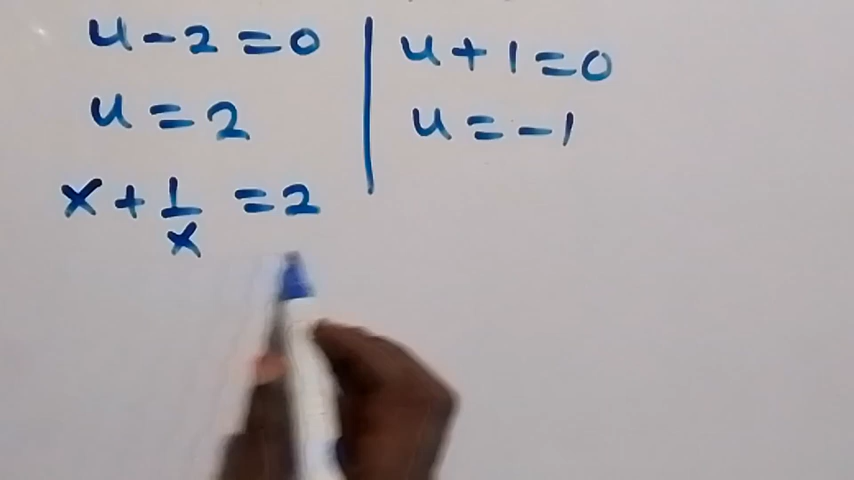 u - 2 = 0
u = 2
x + 1/x = 2
u + 1 = 0
u = -1